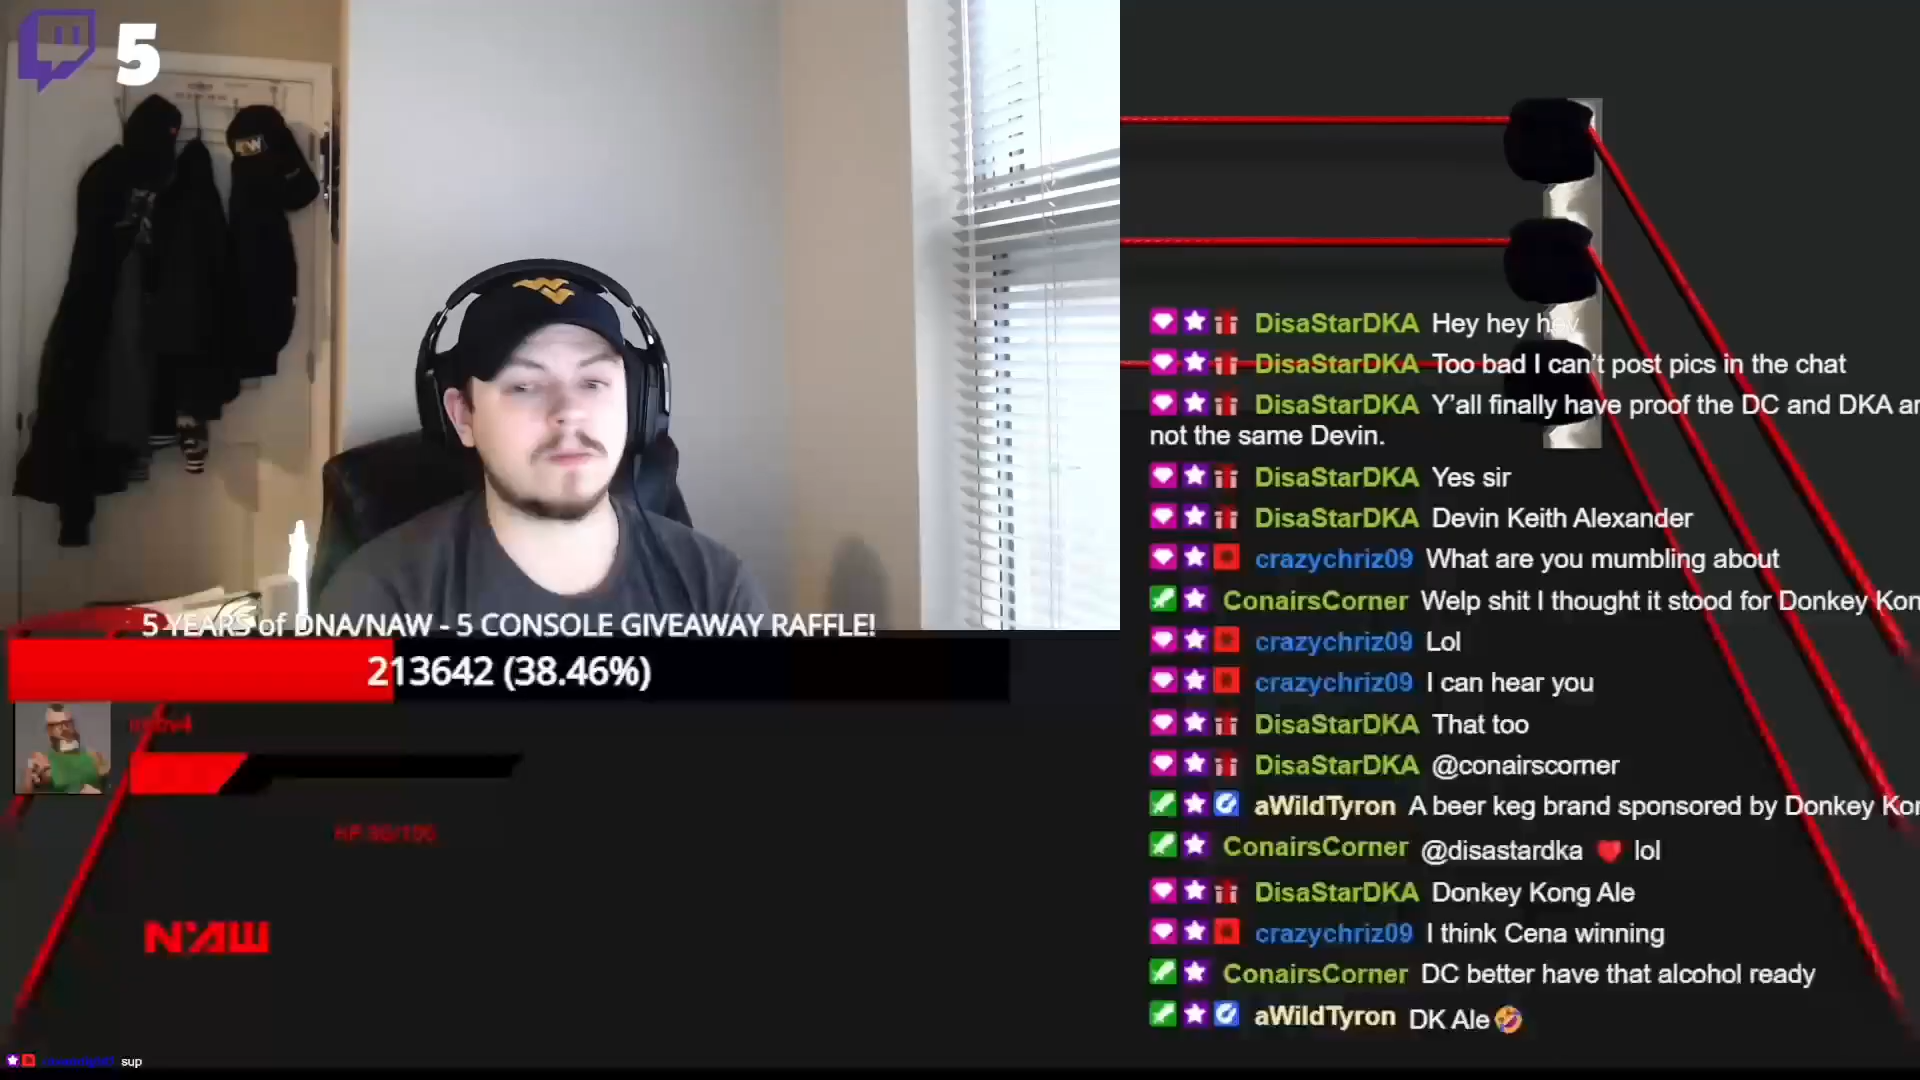 5
5 YEARS of DNA/NAW - 5 CONSOLE GIVEAWAY RAFFLE!
213642 (38.46%)
NAW
DisaStarDKA Hey hey hey
DisaStarDKA Too bad I can't post pics in the chat
DisaStarDKA Y'all finally have proof the DC and DKA ar
not the same Devin.
DisaStarDKA Yes sir
DisaStarDKA Devin Keith Alexander
crazychriz09 What are you mumbling about
ConairsCorner Welp shit I thought it stood for Donkey Kon
crazychriz09 Lol
crazychriz09 I can hear you
DisaStarDKA That too
DisaStarDKA @conairscorner
aWildTyron A beer keg brand sponsored by Donkey Kon
ConairsCorner @disastardka ❤️ lol
DisaStarDKA Donkey Kong Ale
crazychriz09 I think Cena winning
ConairsCorner DC better have that alcohol ready
aWildTyron DK Ale🤣
sup